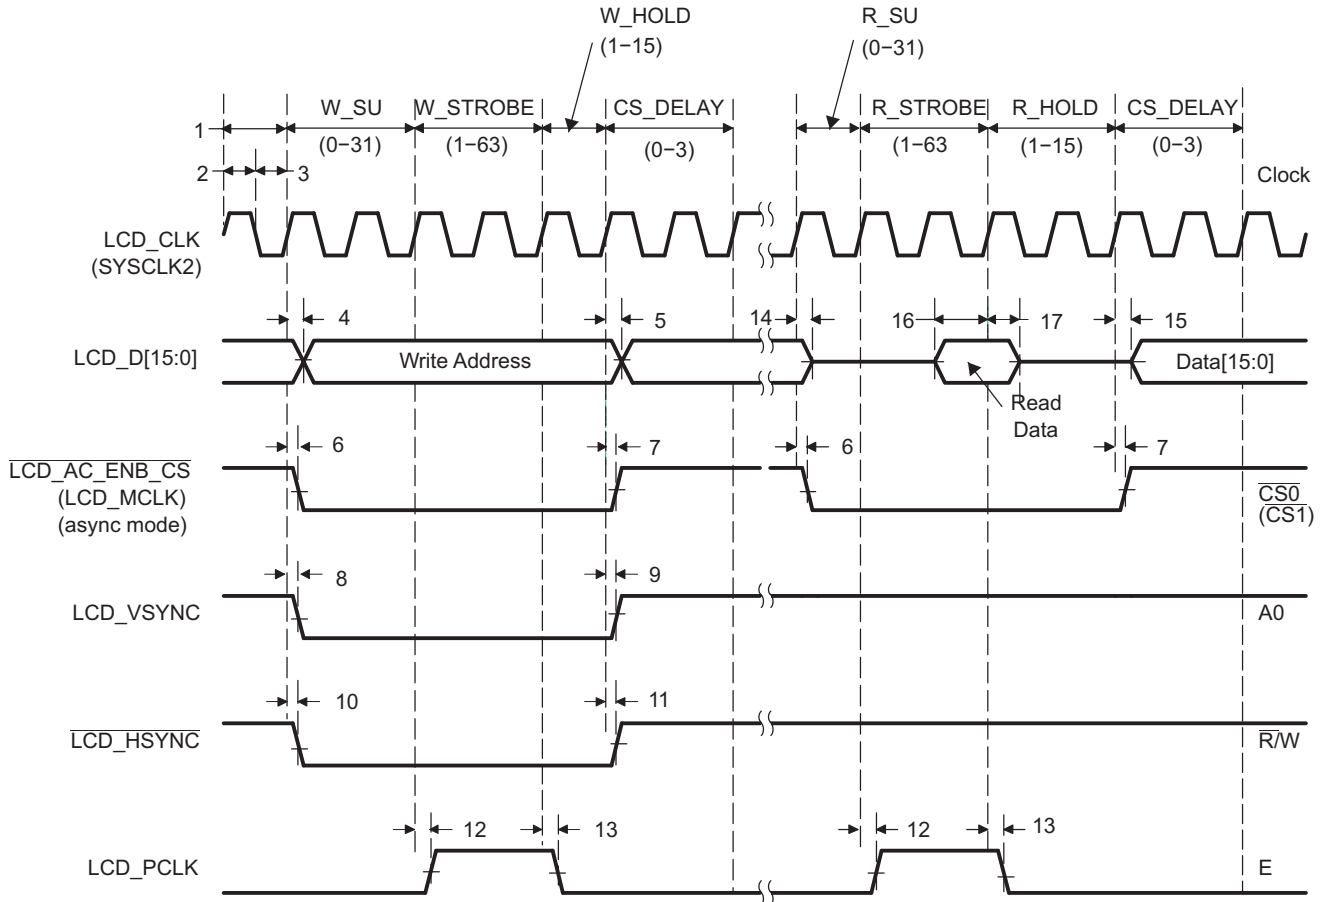 W_HOLD
(1−15)
R_SU
(0−31)
W_SU
(0−31)
W_STROBE
(1−63)
CS_DELAY
(0−3)
R_STROBE
(1−63
R_HOLD
(1−15)
CS_DELAY
(0−3)
1
2
3
Clock
LCD_CLK
(SYSCLK2)
4
5
14
16
17
15
LCD_D[15:0]
Write Address
Data[15:0]
Read
Data
6
7
6
7
LCD_AC_ENB_CS
(LCD_MCLK)
(async mode)
CS0
(CS1)
8
9
LCD_VSYNC
A0
10
11
LCD_HSYNC
R/W
12
13
12
13
LCD_PCLK
E